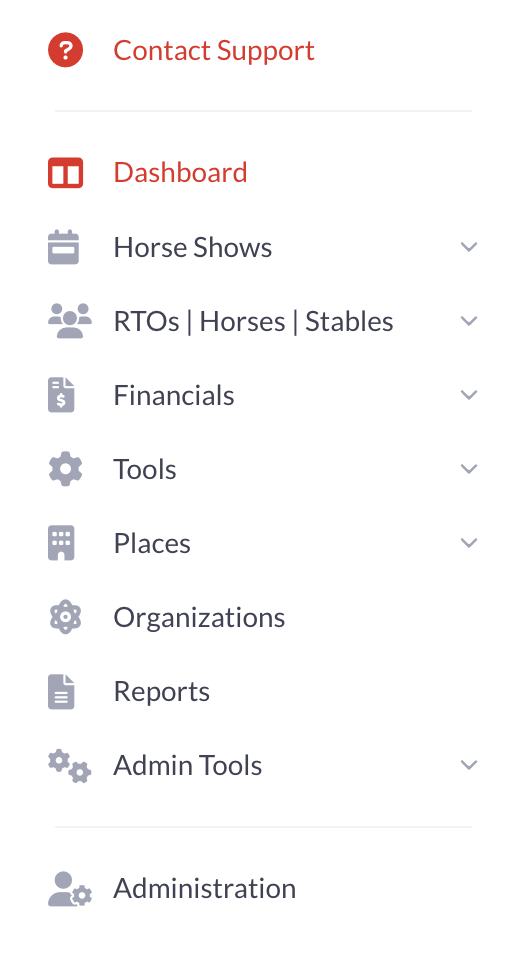 Contact Support
Dashboard
Horse Shows
RTOs | Horses | Stables
Financials
Tools
Places
Organizations
Reports
Admin Tools
Administration